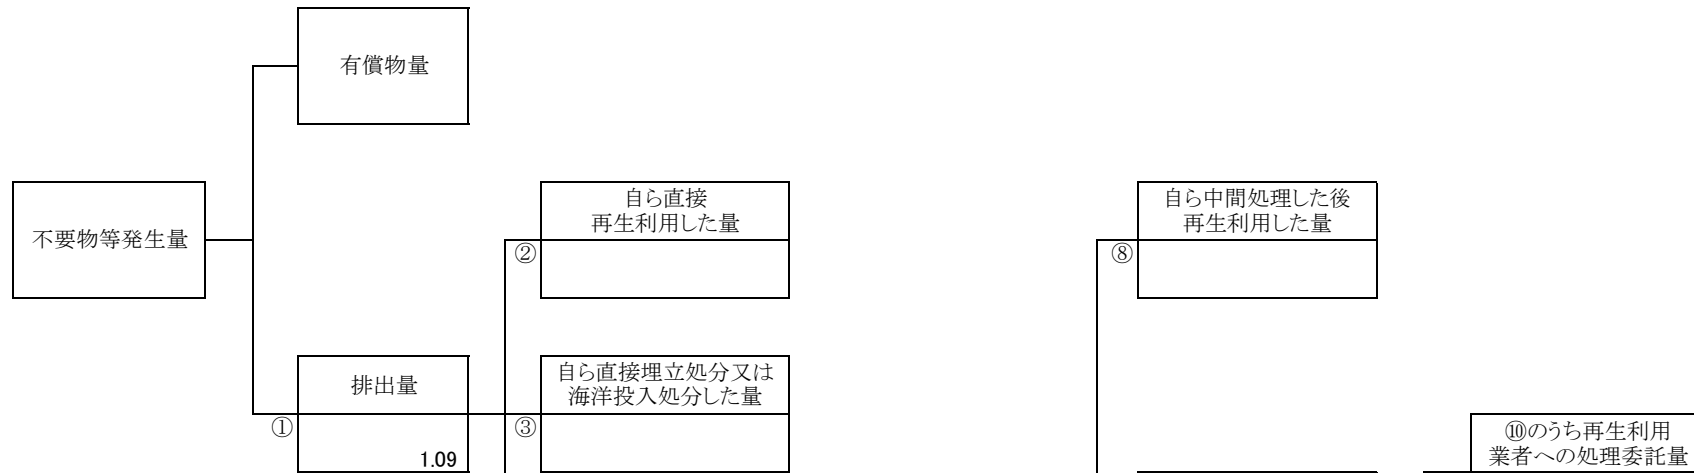 有償物量
不要物等発生量
自ら直接
再生利用した量
②
自ら中間処理した後
再生利用した量
⑧
排出量
①
1.09
自ら直接埋立処分又は
海洋投入処分した量
③
⑩のうち再生利用
業者への処理委託量